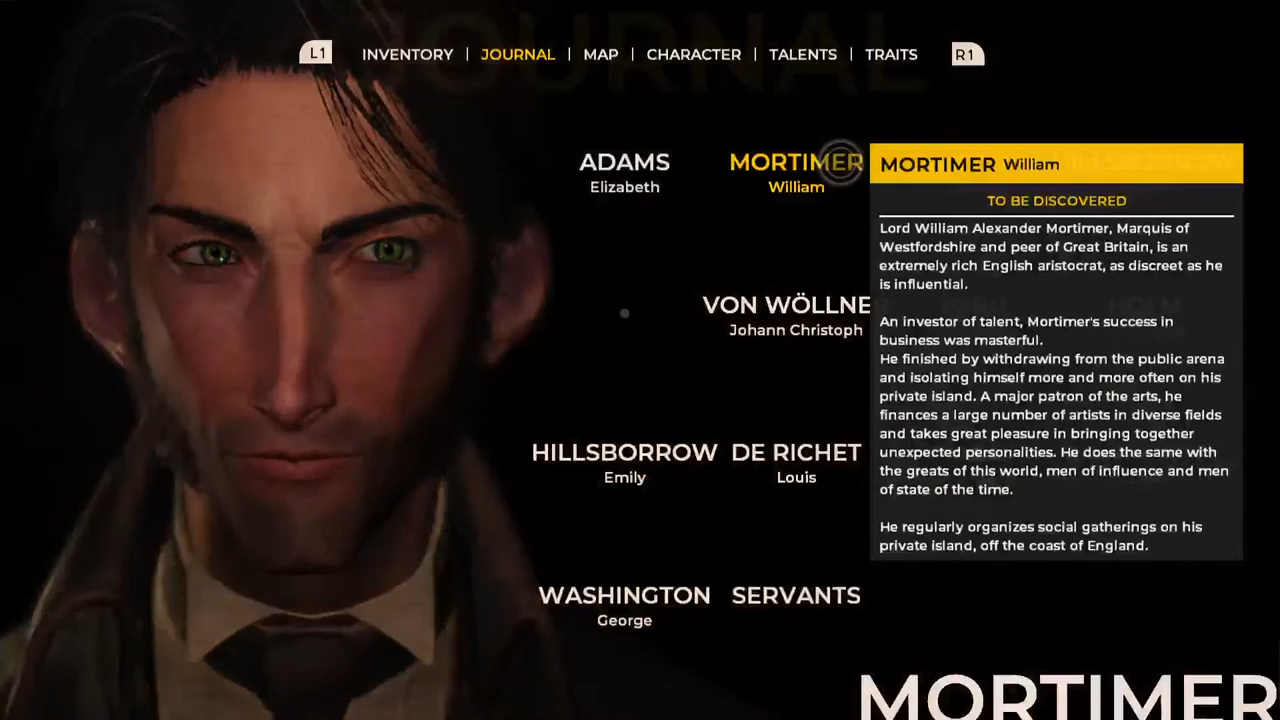 JOURNAL
L1 INVENTORY | JOURNAL | MAP | CHARACTER | TALENTS | TRAITS R1
ADAMS
Elizabeth
MORTIMER
William
VON WÖLLNE
Johann Christoph
HILLSBORROW
Emily
DE RICHET
Louis
WASHINGTON
George
SERVANTS
MORTIMER William
TO BE DISCOVERED
Lord William Alexander Mortimer, Marquis of
Westfordshire and peer of Great Britain, is an
extremely rich English aristocrat, as discreet as he
is influential.
An investor of talent, Mortimer's success in
business was masterful.
He finished by withdrawing from the public arena
and isolating himself more and more often on his
private island. A major patron of the arts, he
finances a large number of artists in diverse fields
and takes great pleasure in bringing together
unexpected personalities. He does the same with
the greats of this world, men of influence and men
of state of the time.
He regularly organizes social gatherings on his
private island, off the coast of England.
MORTIMER